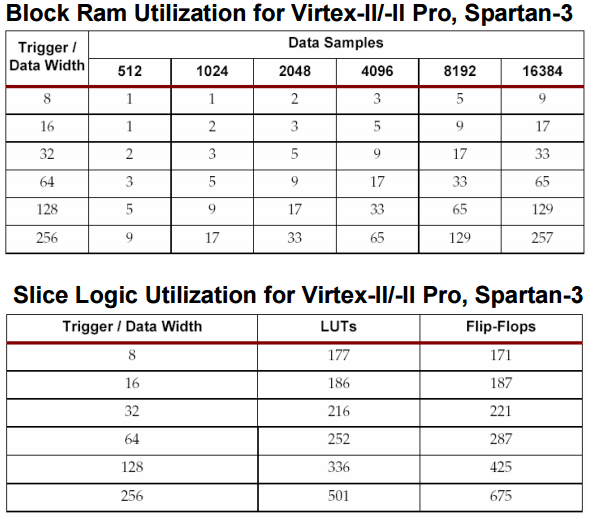 Block Ram Utilization for Virtex-II/-II Pro, Spartan-3
Trigger / Data Width Data Samples
512 1024 2048 4096 8192 16384
8 1 1 2 3 5 9
16 1 2 3 5 9 17
32 2 3 5 9 17 33
64 3 5 9 17 33 65
128 5 9 17 33 65 129
256 9 17 33 65 129 257
Slice Logic Utilization for Virtex-II/-II Pro, Spartan-3
Trigger / Data Width LUTs Flip-Flops
8 177 171
16 186 187
32 216 221
64 252 287
128 336 425
256 501 675